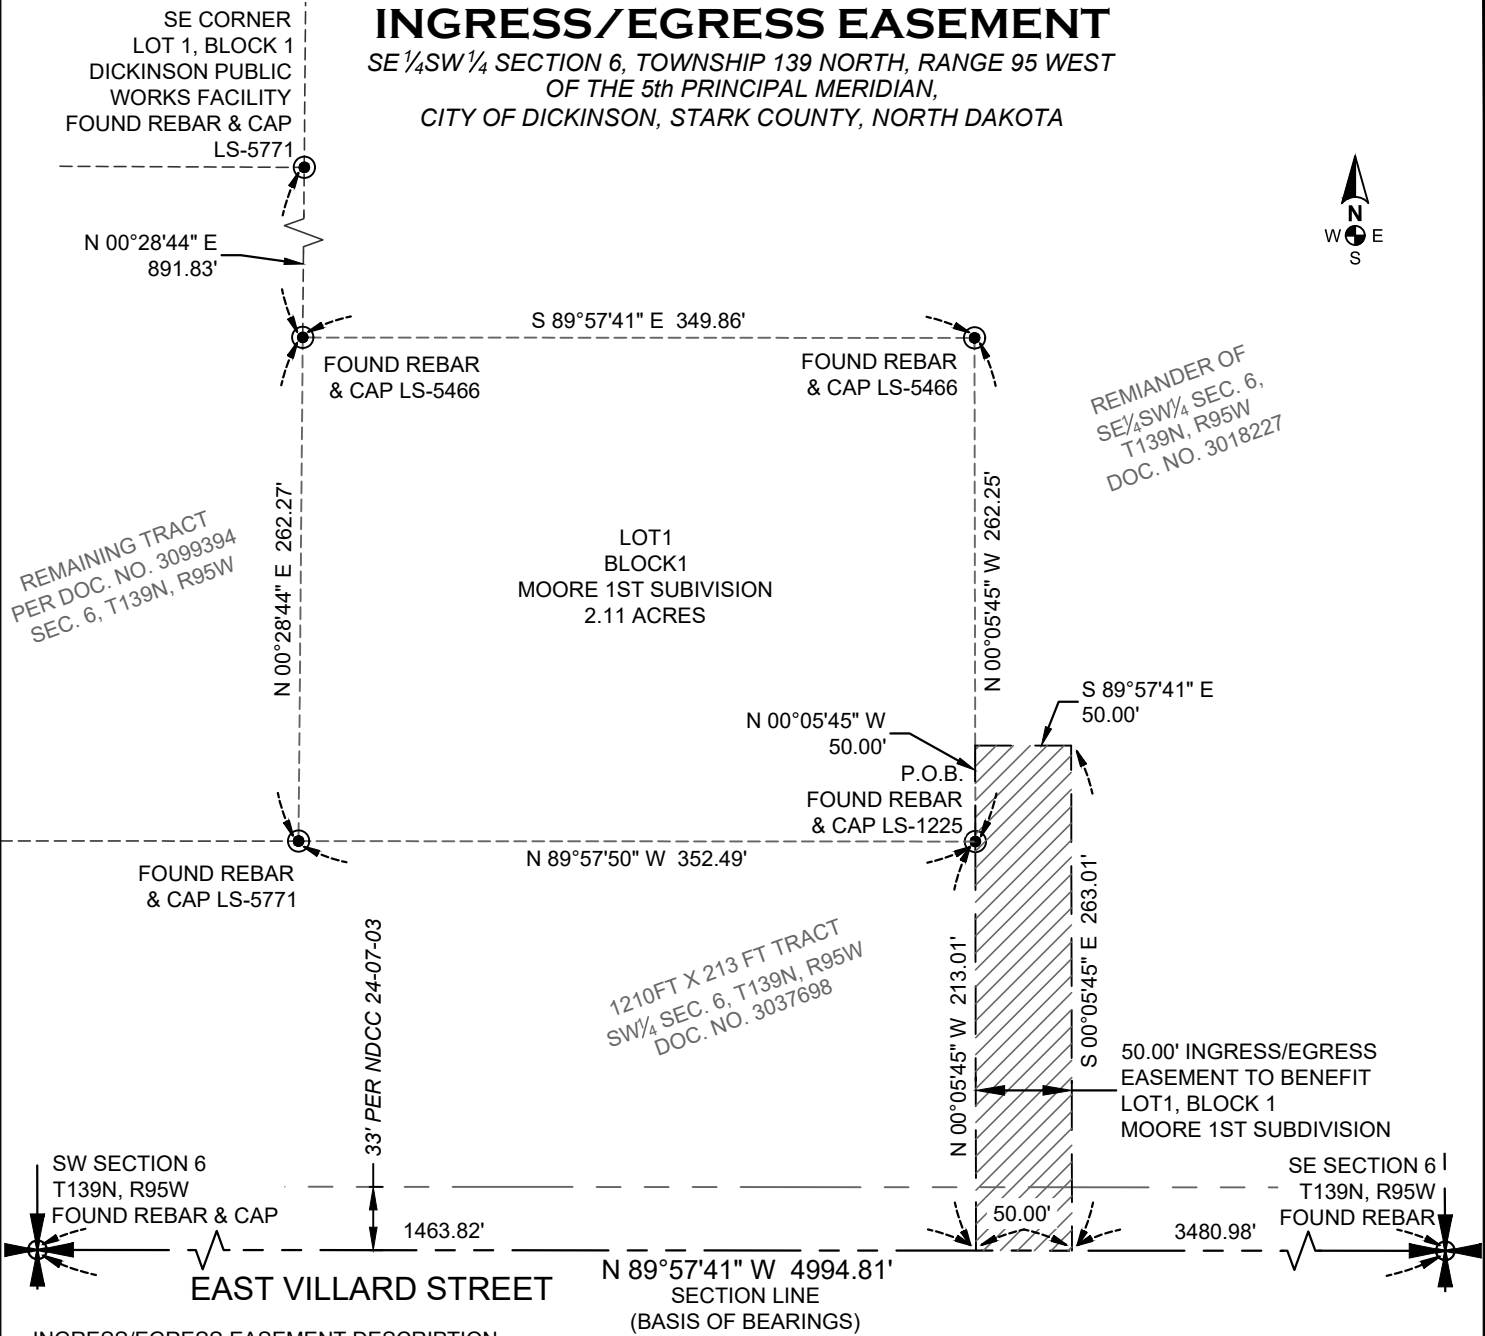 INGRESS/EGRESS EASEMENT
SE ¼SW ¼ SECTION 6, TOWNSHIP 139 NORTH, RANGE 95 WEST
OF THE 5th PRINCIPAL MERIDIAN,
CITY OF DICKINSON, STARK COUNTY, NORTH DAKOTA
SE CORNER
LOT 1, BLOCK 1
DICKINSON PUBLIC
WORKS FACILITY
FOUND REBAR & CAP
LS-5771
N
W E
S
N 00°28'44" E
891.83'
S 89°57'41" E 349.86'
FOUND REBAR
& CAP LS-5466
FOUND REBAR
& CAP LS-5466
REMIANDER OF
SE¼SW¼ SEC. 6,
T139N, R95W
DOC. NO. 3018227
REMAINING TRACT
PER DOC. NO. 3099394
SEC. 6, T139N, R95W
N 00°28'44" E 262.27'
LOT1
BLOCK1
MOORE 1ST SUBIVISION
2.11 ACRES
N 00°05'45" W 262.25'
S 89°57'41" E
50.00'
N 00°05'45" W
50.00'
P.O.B.
FOUND REBAR
& CAP LS-1225
N 89°57'50" W 352.49'
FOUND REBAR
& CAP LS-5771
33' PER NDCC 24-07-03
1210FT X 213 FT TRACT
SW¼ SEC. 6, T139N, R95W
DOC. NO. 3037698
N 00°05'45" W 213.01'
S 00°05'45" E 263.01'
50.00' INGRESS/EGRESS
EASEMENT TO BENEFIT
LOT1, BLOCK 1
MOORE 1ST SUBDIVISION
SW SECTION 6
T139N, R95W
FOUND REBAR & CAP
SE SECTION 6
T139N, R95W
FOUND REBAR
1463.82'
50.00'
3480.98'
EAST VILLARD STREET
N 89°57'41" W 4994.81'
SECTION LINE
(BASIS OF BEARINGS)
INGRESS/EGRESS EASEMENT DESCRIPTION